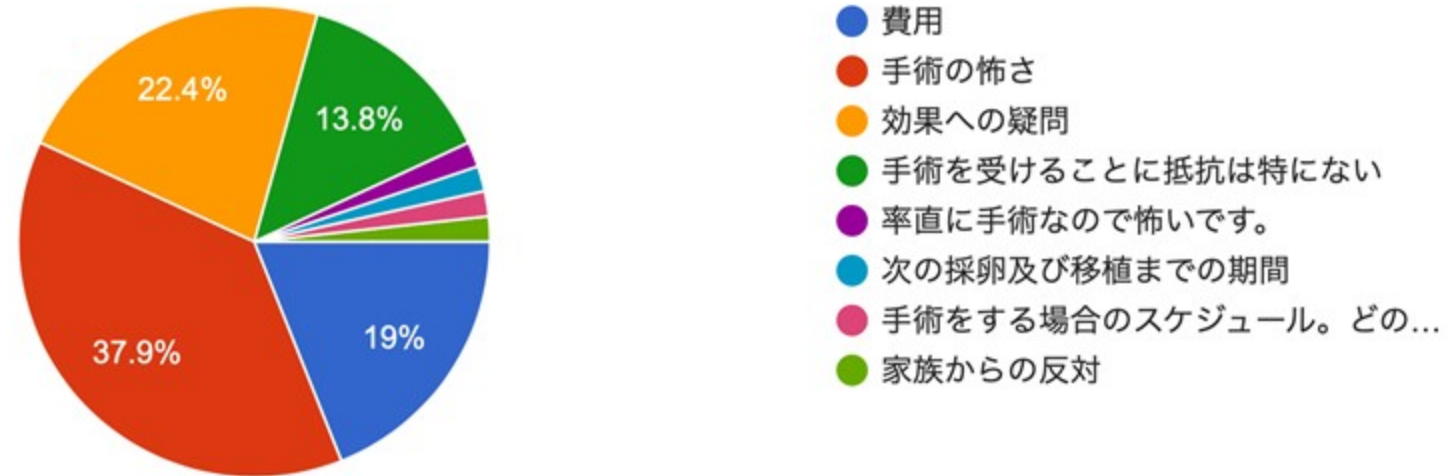 22.4%
13.8%
37.9%
19%
費用
手術の怖さ
効果への疑問
手術を受けることに抵抗は特にない
率直に手術なので怖いです。
次の採卵及び移植までの期間
手術をする場合のスケジュール。どの...
家族からの反対